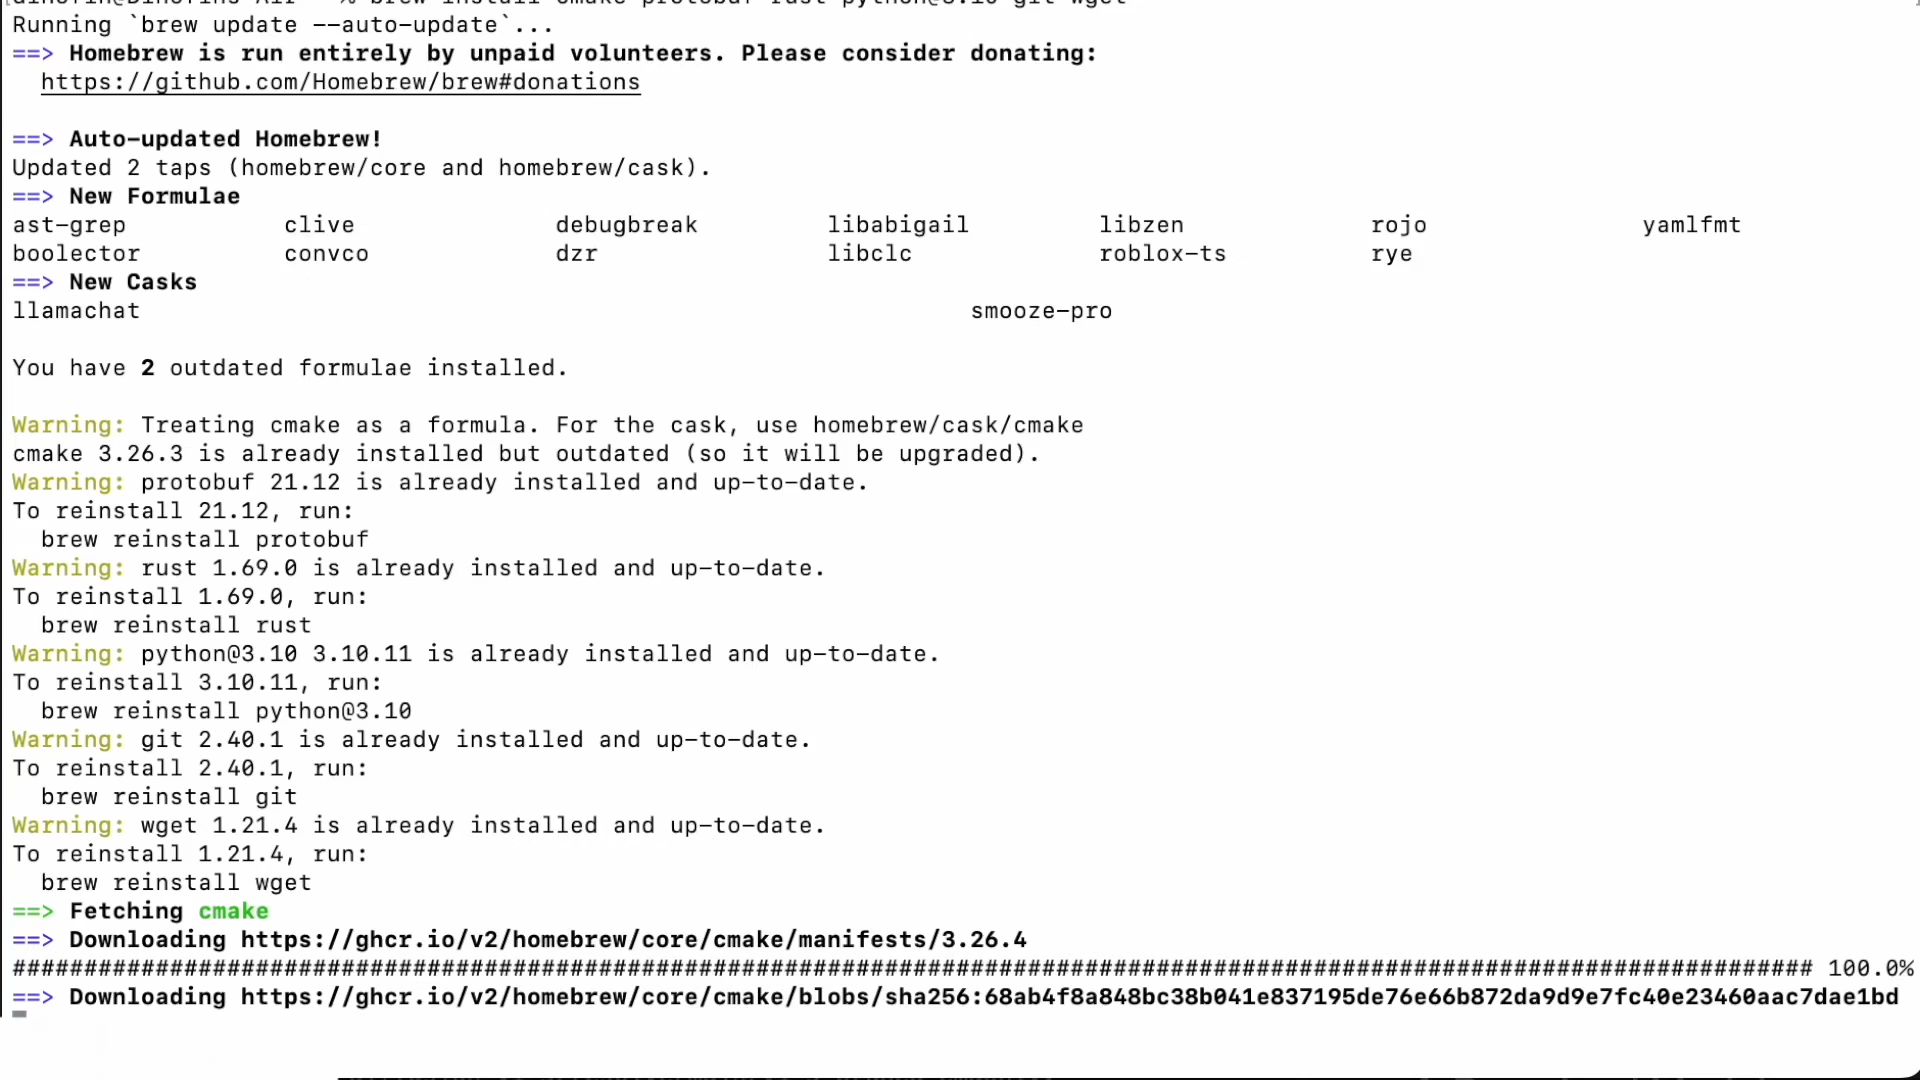 % brew install cmake protobuf rust python@3.10 git wget
Running `brew update --auto-update`...
==> Homebrew is run entirely by unpaid volunteers. Please consider donating:
https://github.com/Homebrew/brew#donations
==> Auto-updated Homebrew!
Updated 2 taps (homebrew/core and homebrew/cask).
==> New Formulae
ast-grep clive debugbreak libabigail libzen rojo yamlfmt
boolector convco dzr libclc roblox-ts rye
==> New Casks
llamachat smooze-pro
You have 2 outdated formulae installed.
Warning: Treating cmake as a formula. For the cask, use homebrew/cask/cmake
cmake 3.26.3 is already installed but outdated (so it will be upgraded).
Warning: protobuf 21.12 is already installed and up-to-date.
To reinstall 21.12, run:
brew reinstall protobuf
Warning: rust 1.69.0 is already installed and up-to-date.
To reinstall 1.69.0, run:
brew reinstall rust
Warning: python@3.10 3.10.11 is already installed and up-to-date.
To reinstall 3.10.11, run:
brew reinstall python@3.10
Warning: git 2.40.1 is already installed and up-to-date.
To reinstall 2.40.1, run:
brew reinstall git
Warning: wget 1.21.4 is already installed and up-to-date.
To reinstall 1.21.4, run:
brew reinstall wget
==> Fetching cmake
==> Downloading https://ghcr.io/v2/homebrew/core/cmake/manifests/3.26.4
############################################################################################################################## 100.0%
==> Downloading https://ghcr.io/v2/homebrew/core/cmake/blobs/sha256:68ab4f8a848bc38b041e837195de76e66b872da9d9e7fc40e23460aac7dae1bd